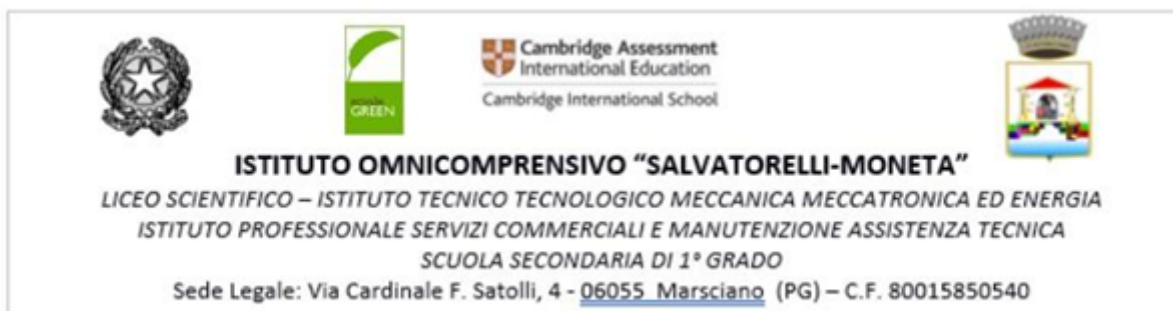 scuola
GREEN
Cambridge Assessment
International Education
Cambridge International School
ISTITUTO OMNICOMPRENSIVO “SALVATORELLI-MONETA”
LICEO SCIENTIFICO – ISTITUTO TECNICO TECNOLOGICO MECCANICA MECCATRONICA ED ENERGIA
ISTITUTO PROFESSIONALE SERVIZI COMMERCIALI E MANUTENZIONE ASSISTENZA TECNICA
SCUOLA SECONDARIA DI 1° GRADO
Sede Legale: Via Cardinale F. Satolli, 4 - 06055 Marsciano (PG) – C.F. 80015850540